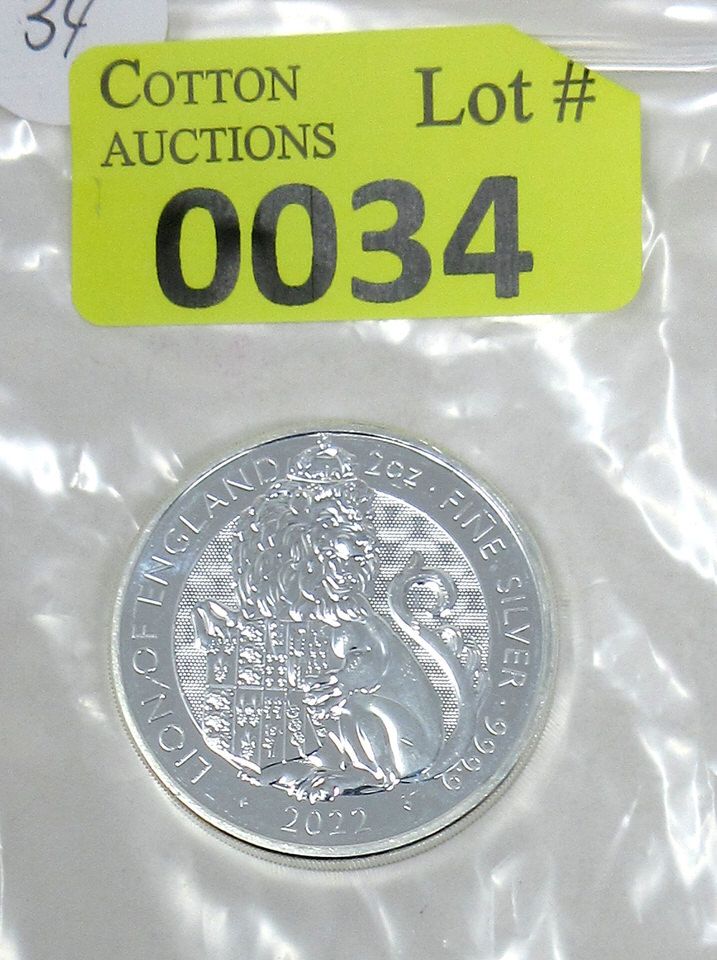 34
COTTON
AUCTIONS
Lot #
0034
LION OF ENGLAND 2oz · FINE · SILVER · 999.9
2022